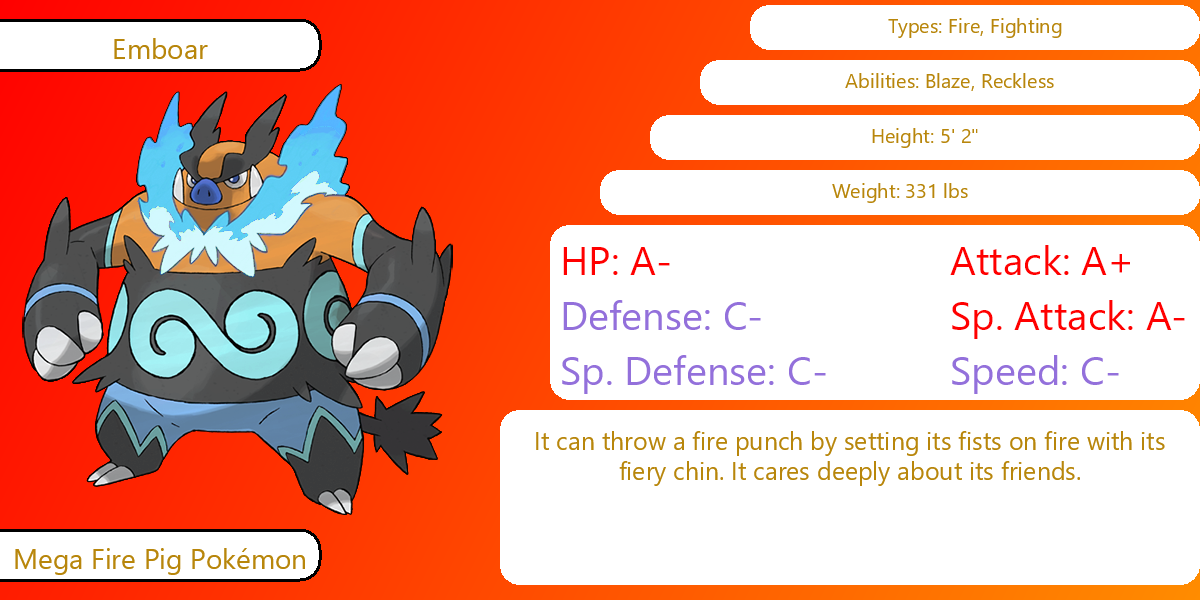 Emboar
Types: Fire, Fighting
Abilities: Blaze, Reckless
Height: 5' 2"
Weight: 331 lbs
HP: A-
Attack: A+
Defense: C-
Sp. Attack: A-
Sp. Defense: C-
Speed: C-
It can throw a fire punch by setting its fists on fire with its
fiery chin. It cares deeply about its friends.
Mega Fire Pig Pokémon